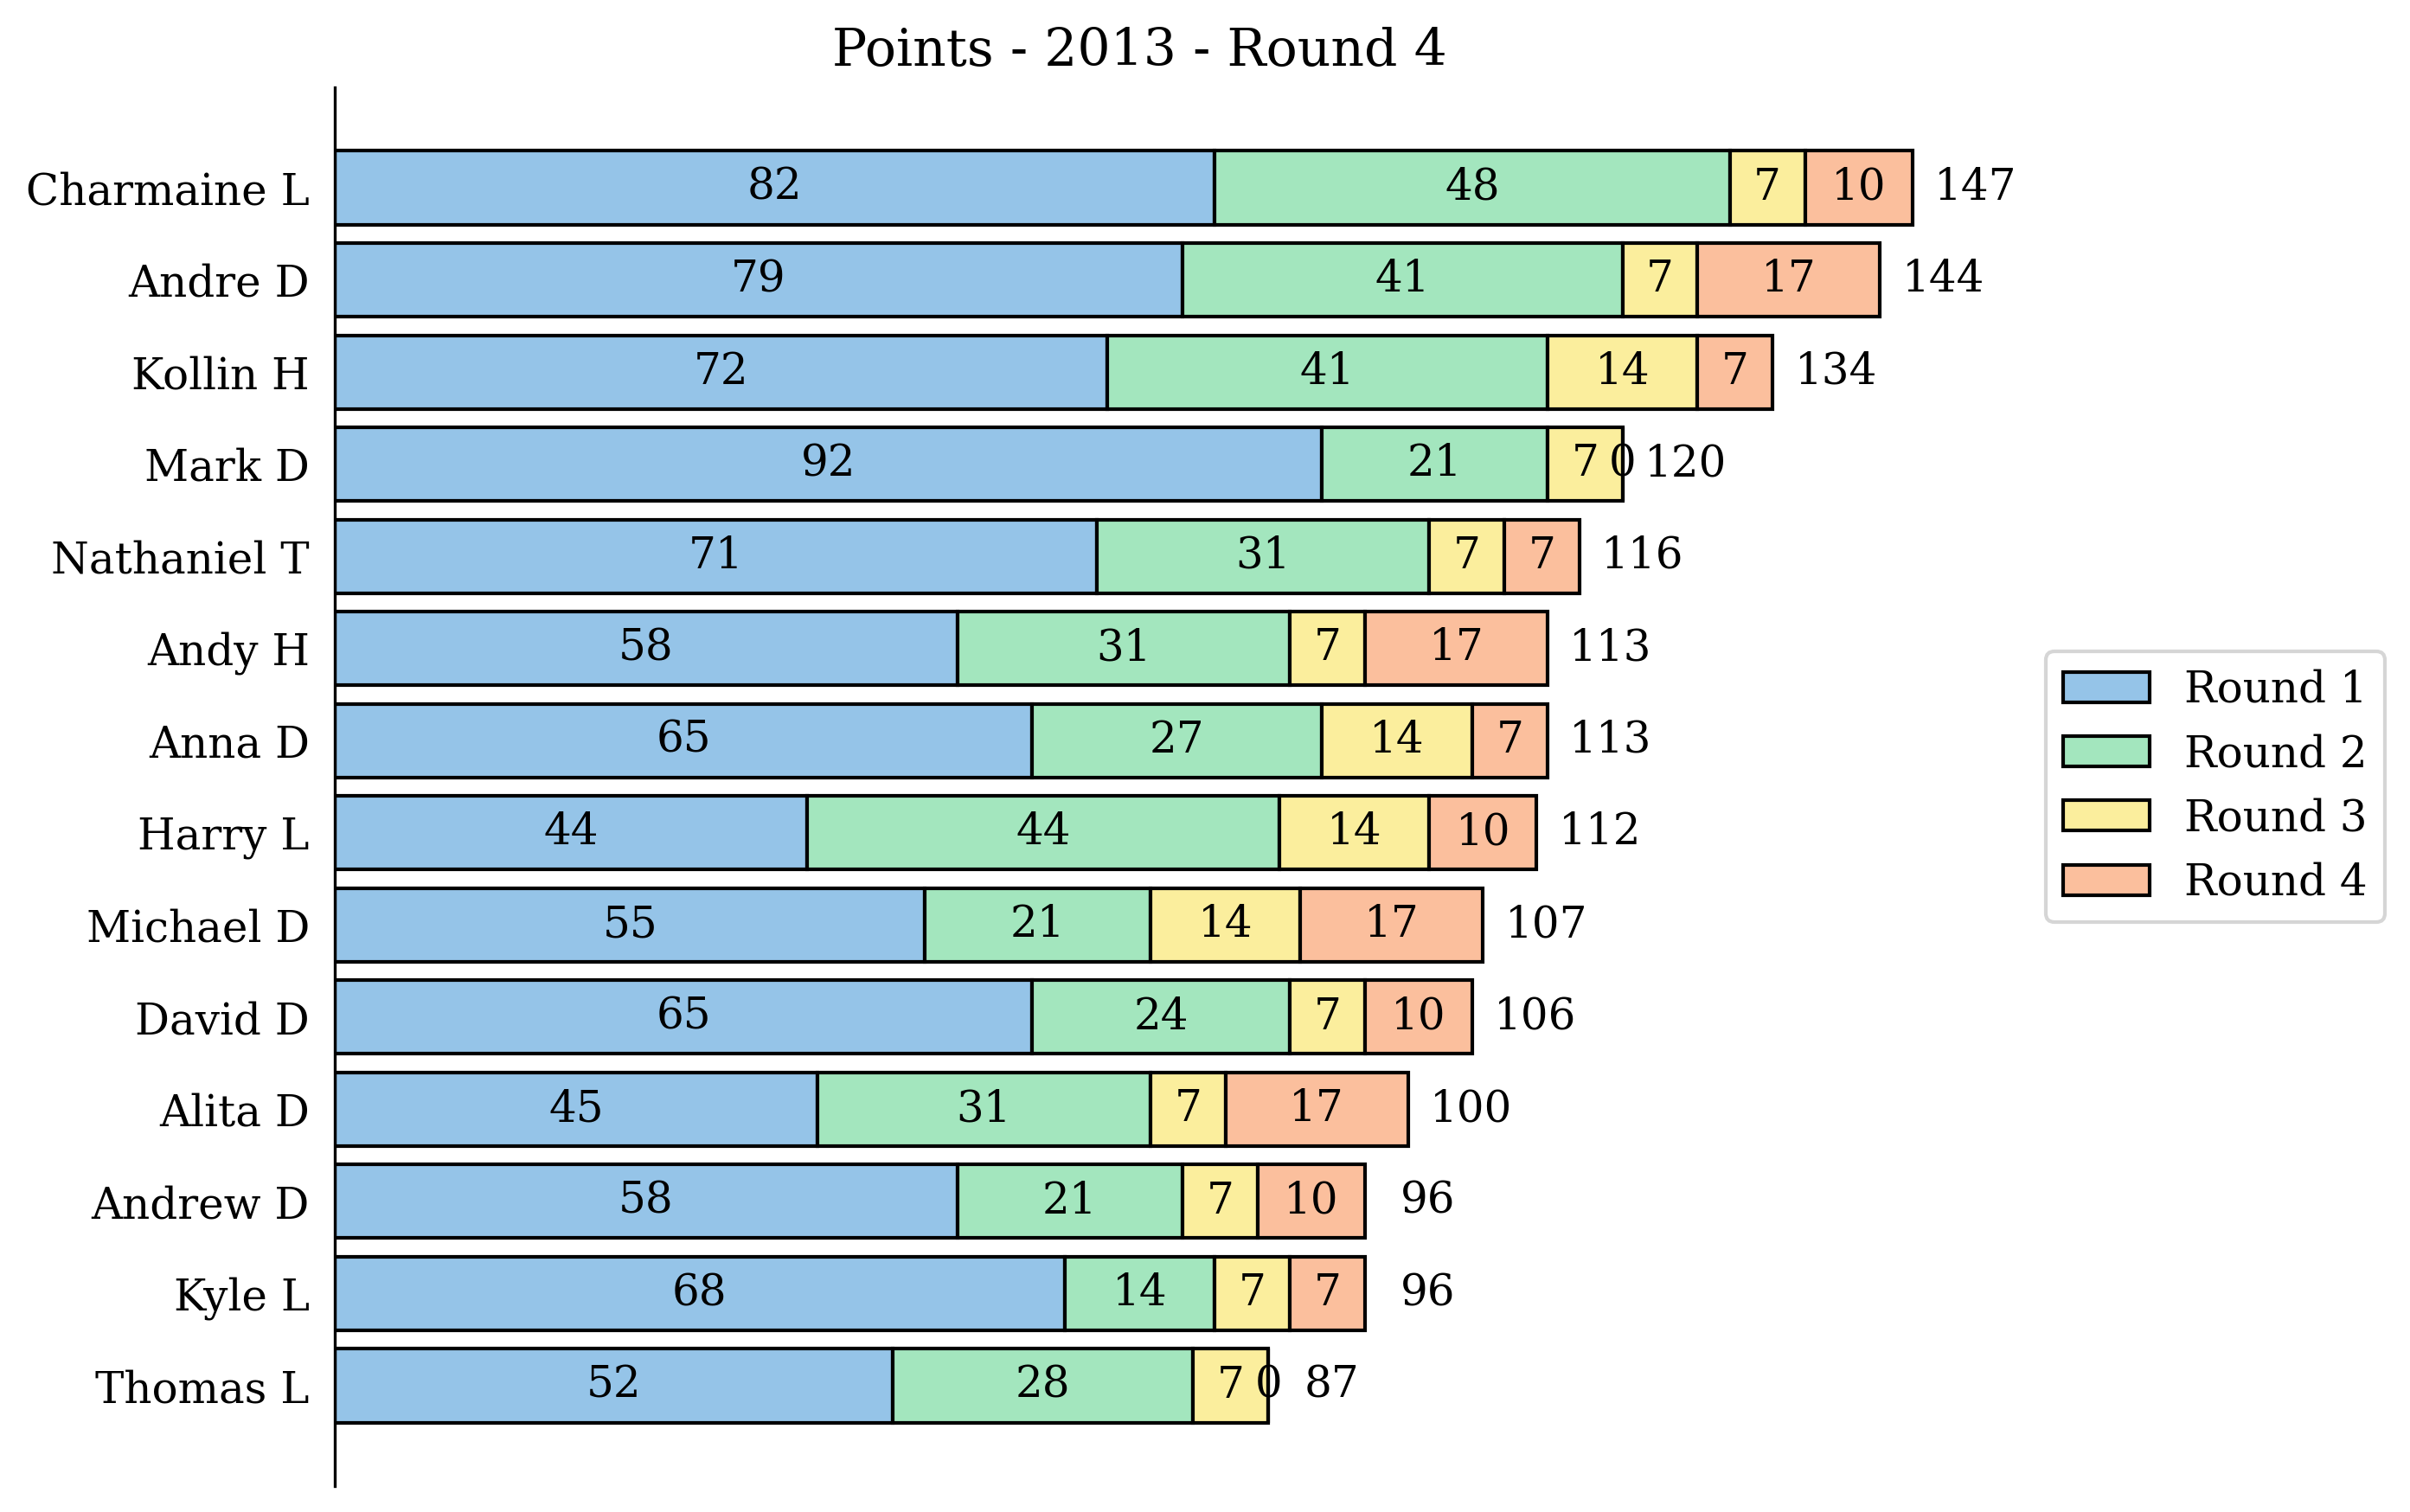 Points - 2013 - Round 4
Charmaine L 82 48 7 10 147
Andre D 79 41 7 17 144
Kollin H 72 41 14 7 134
Mark D 92 21 7 0 120
Nathaniel T 71 31 7 7 116
Andy H 58 31 7 17 113
Anna D 65 27 14 7 113
Harry L 44 44 14 10 112
Michael D 55 21 14 17 107
David D 65 24 7 10 106
Alita D 45 31 7 17 100
Andrew D 58 21 7 10 96
Kyle L 68 14 7 7 96
Thomas L 52 28 7 0 87
Round 1
Round 2
Round 3
Round 4